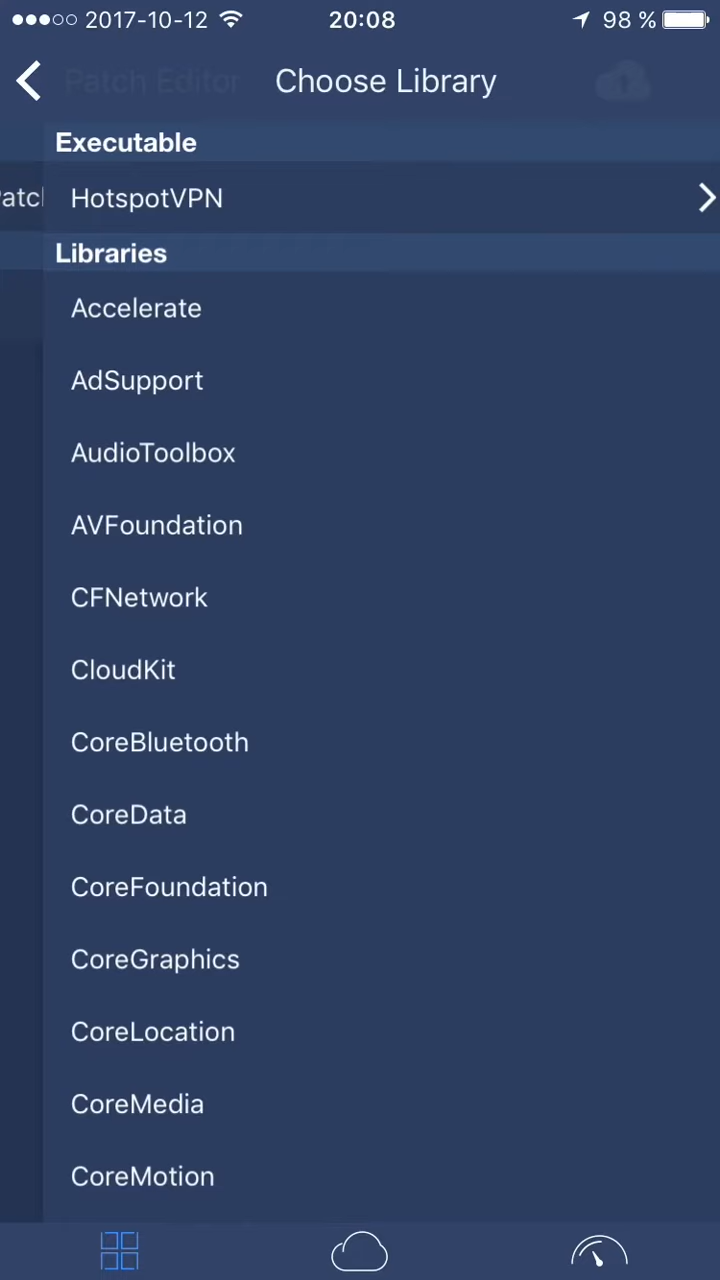 2017-10-12 20:08 98 %
Patch Editor Choose Library
Executable
HotspotVPN
Libraries
Accelerate
AdSupport
AudioToolbox
AVFoundation
CFNetwork
CloudKit
CoreBluetooth
CoreData
CoreFoundation
CoreGraphics
CoreLocation
CoreMedia
CoreMotion